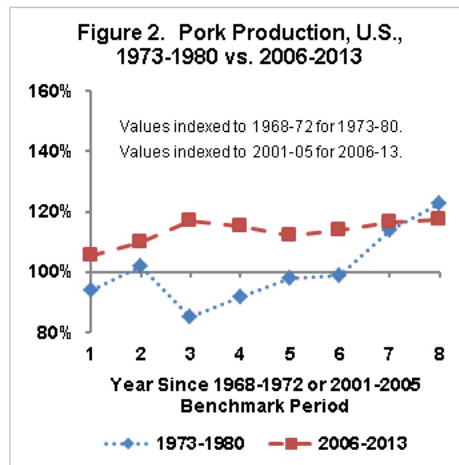 Figure 2. Pork Production, U.S.,
1973-1980 vs. 2006-2013
160%
Values indexed to 1968-72 for 1973-80.
Values indexed to 2001-05 for 2006-13.
140%
120%
100%
80%
1 2 3 4 5 6 7 8
Year Since 1968-1972 or 2001-2005
Benchmark Period
1973-1980 2006-2013